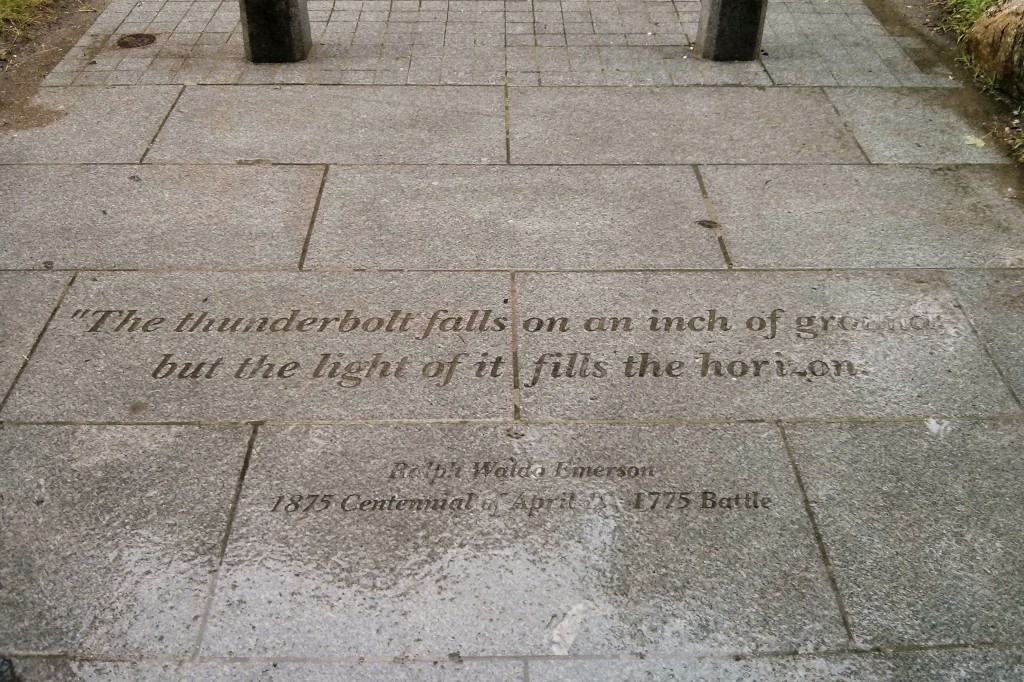 "The thunderbolt falls on an inch of ground
but the light of it fills the horizon.
Ralph Waldo Emerson
1875 Centennial of April 1775 Battle